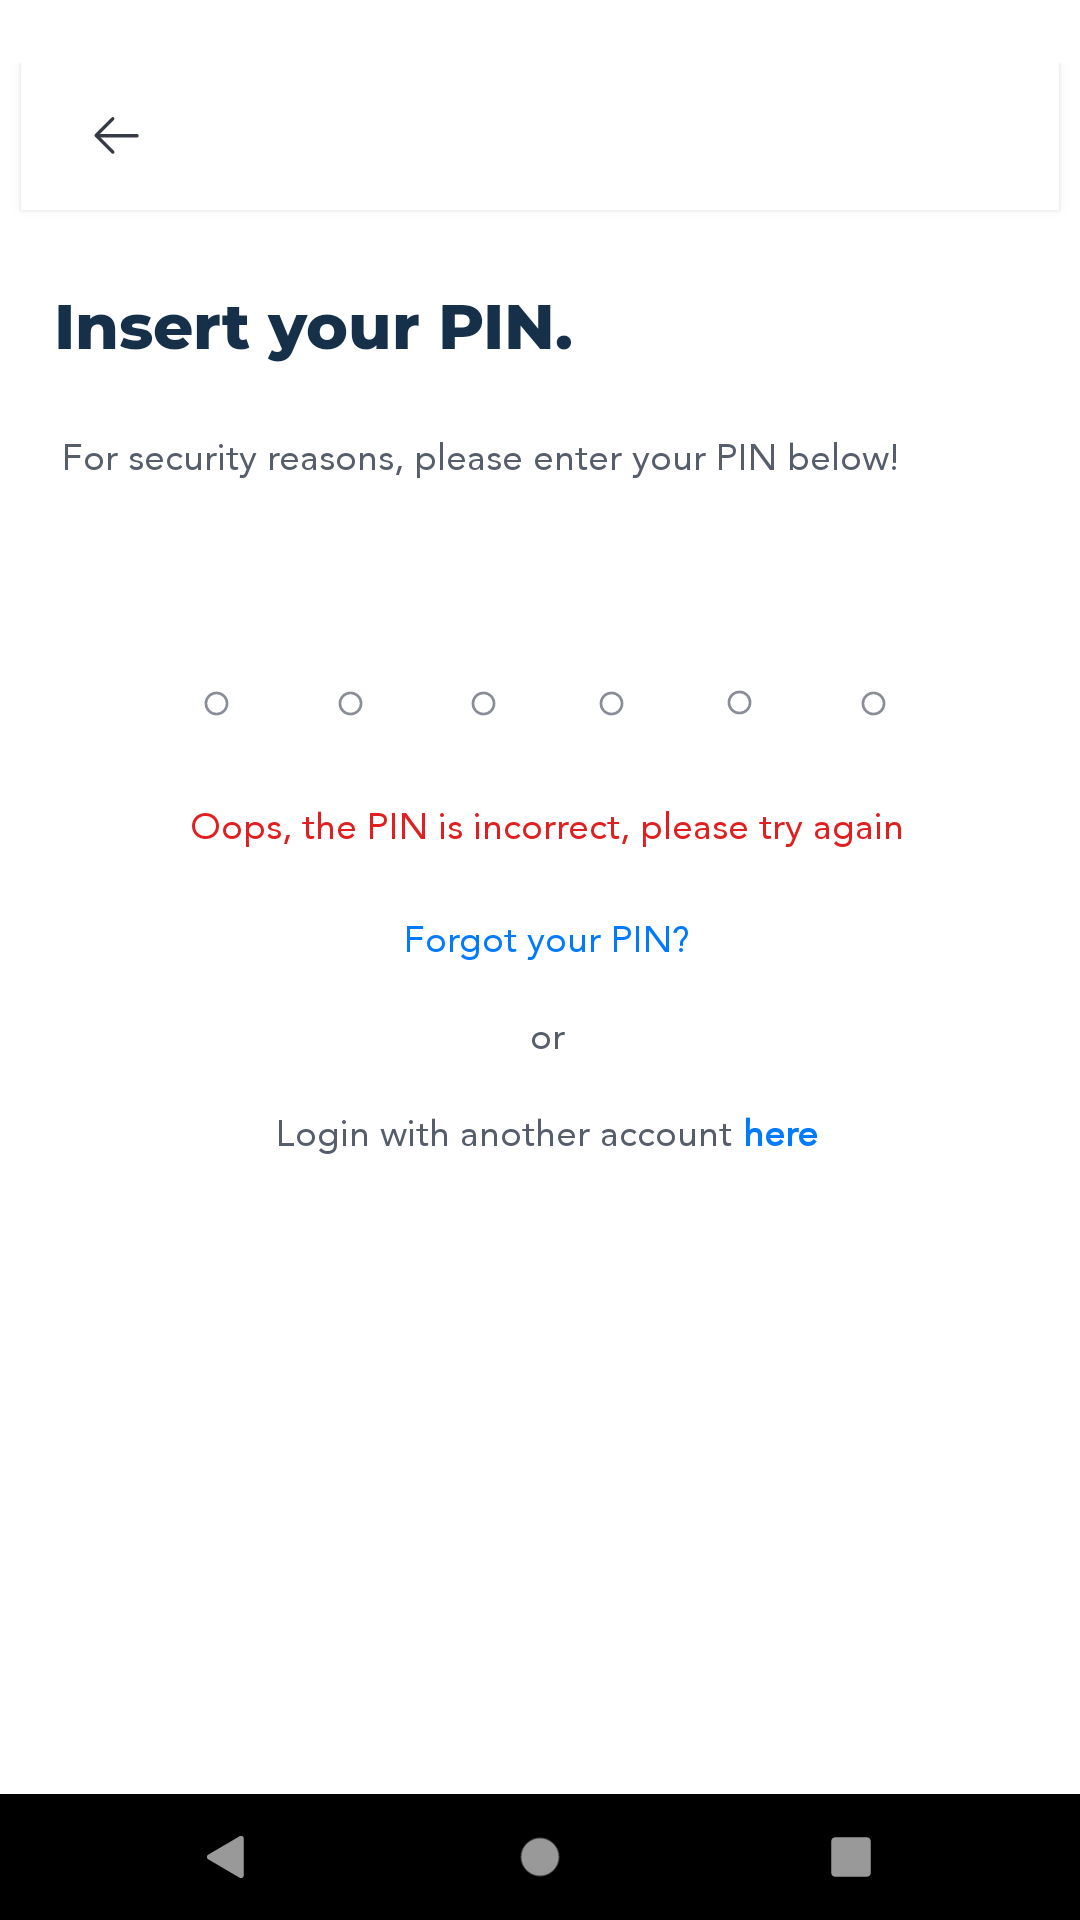 Insert your PIN.
For security reasons, please enter your PIN below!
Oops, the PIN is incorrect, please try again
Forgot your PIN?
or
Login with another account here